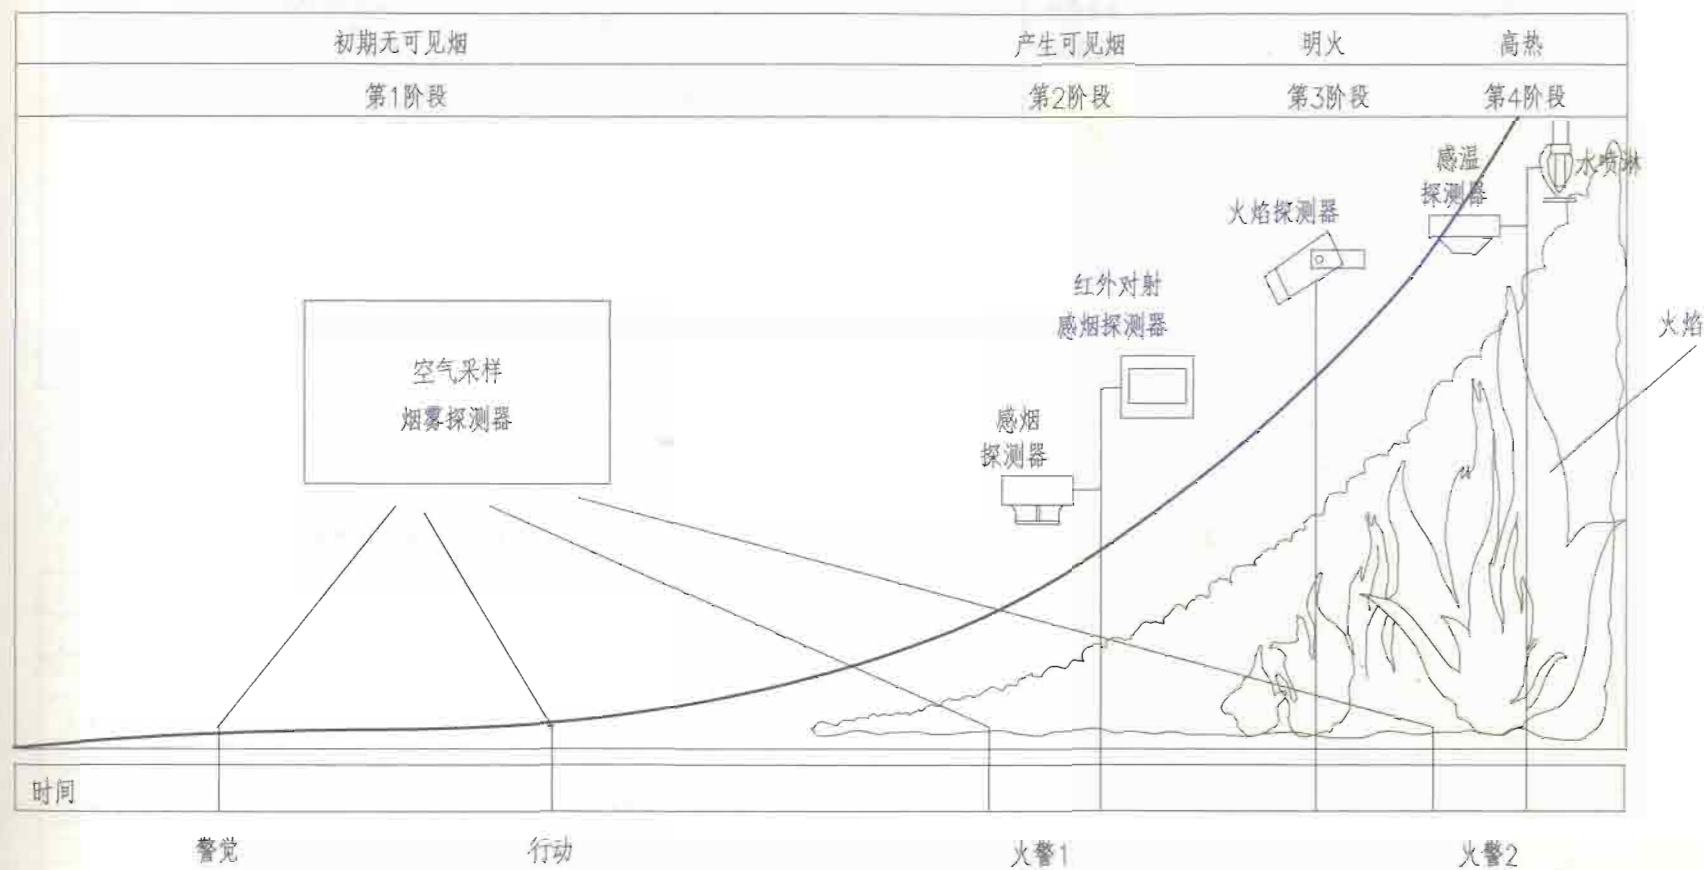 初期无可见烟 产生可见烟 明火 高热
第1阶段 第2阶段 第3阶段 第4阶段
感温
探测器
水喷淋
火焰探测器
红外对射
感烟探测器
火焰
空气采样
烟雾探测器
感烟
探测器
时间
警觉 行动 火警1 火警2